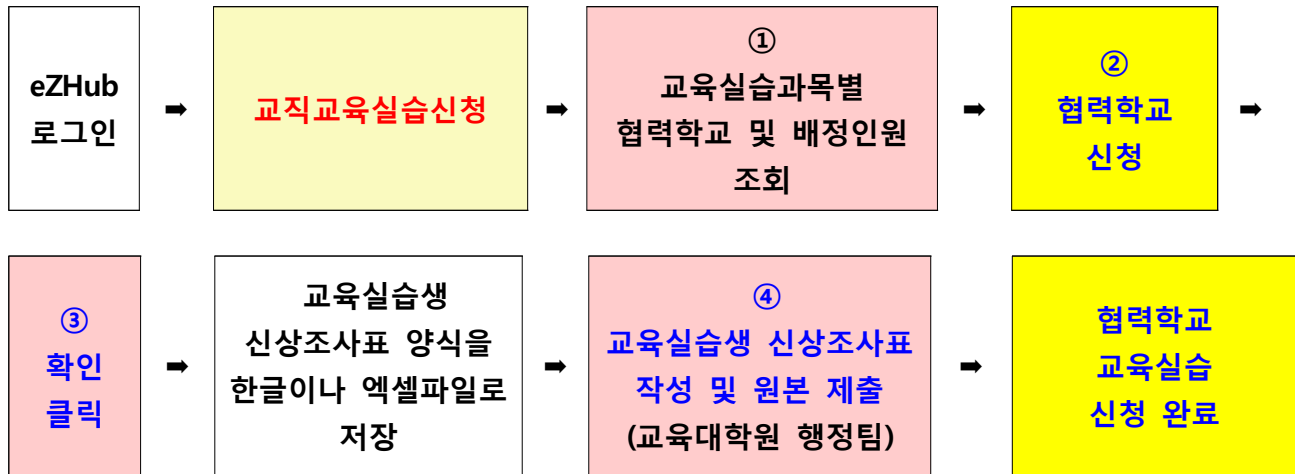 eZHub
로그인
➡
교직교육실습신청
➡
①
교육실습과목별
협력학교 및 배정인원
조회
➡
②
협력학교
신청
➡
③
확인
클릭
➡
교육실습생
신상조사표 양식을
한글이나 엑셀파일로
저장
➡
④
교육실습생 신상조사표
작성 및 원본 제출
(교육대학원 행정팀)
➡
협력학교
교육실습
신청 완료